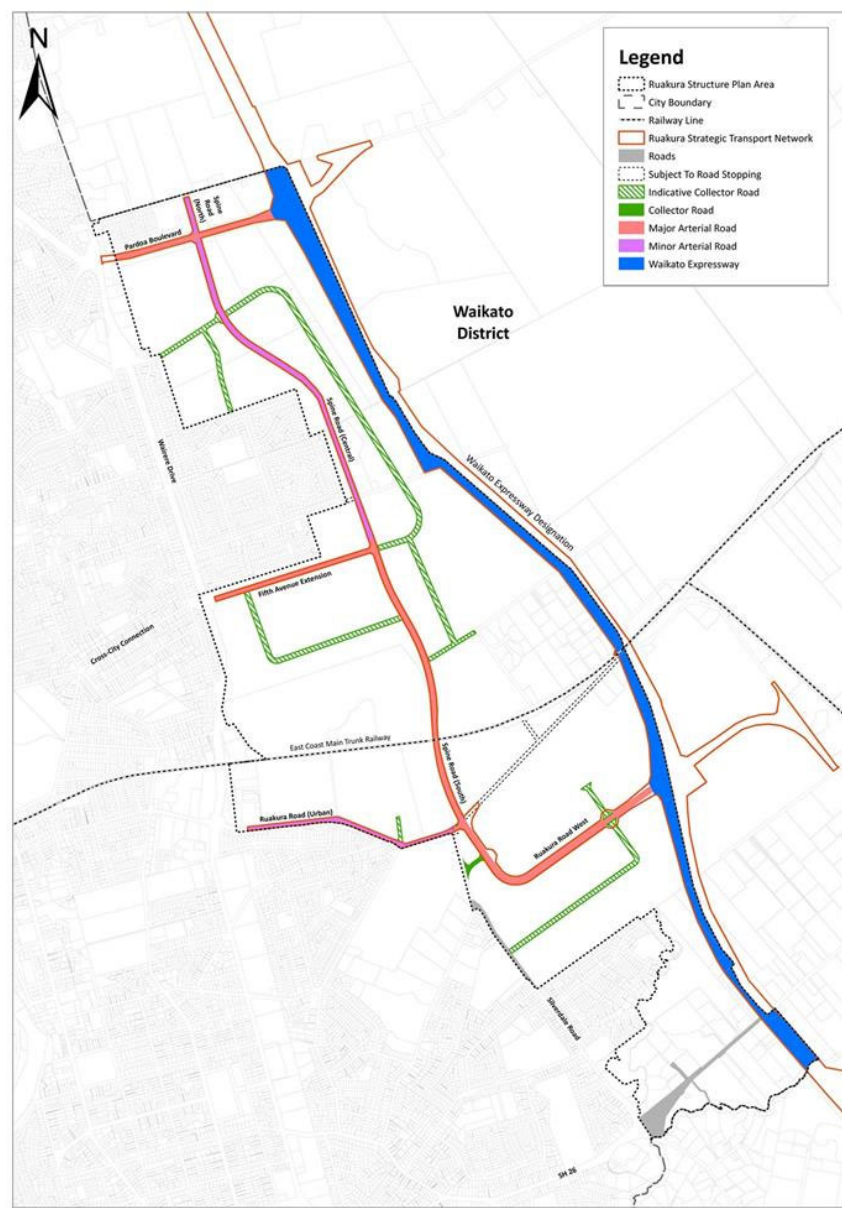 N
Legend
Ruakura Structure Plan Area
City Boundary
Railway Line
Ruakura Strategic Transport Network
Roads
Subject To Road Stopping
Indicative Collector Road
Collector Road
Major Arterial Road
Minor Arterial Road
Waikato Expressway
Spine
Road
(North)
Pardoa Boulevard
Waikato
District
Spine Road (Central)
Wairere Drive
Waikato Expressway Designation
Fifth Avenue Extension
Cross-City Connection
East Coast Main Trunk Railway
Spine Road (South)
Ruakura Road (Urban)
Ruakura Road West
Silverdale Road
SH 26